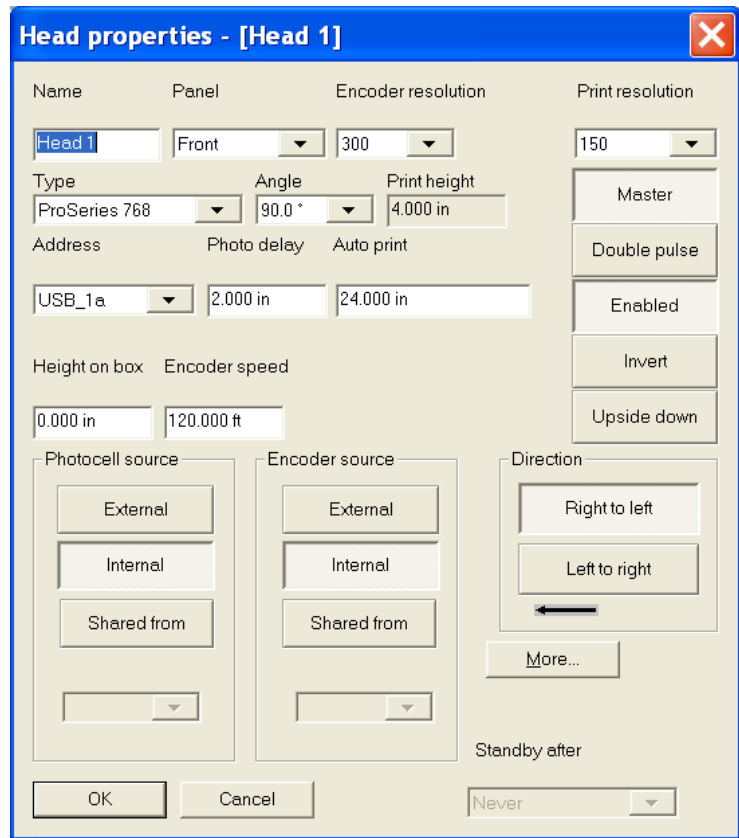 Head properties - [Head 1]
Name Panel Encoder resolution Print resolution
Head 1 Front 300 150
Type Angle Print height
ProSeries 768 90.0 ° 4.000 in
Master
Address Photo delay Auto print
Double pulse
USB_1a 2.000 in 24.000 in
Enabled
Height on box Encoder speed
Invert
0.000 in 120.000 ft
Upside down
Photocell source Encoder source Direction
External External Right to left
Internal Internal Left to right
Shared from Shared from
More...
Standby after
OK Cancel Never